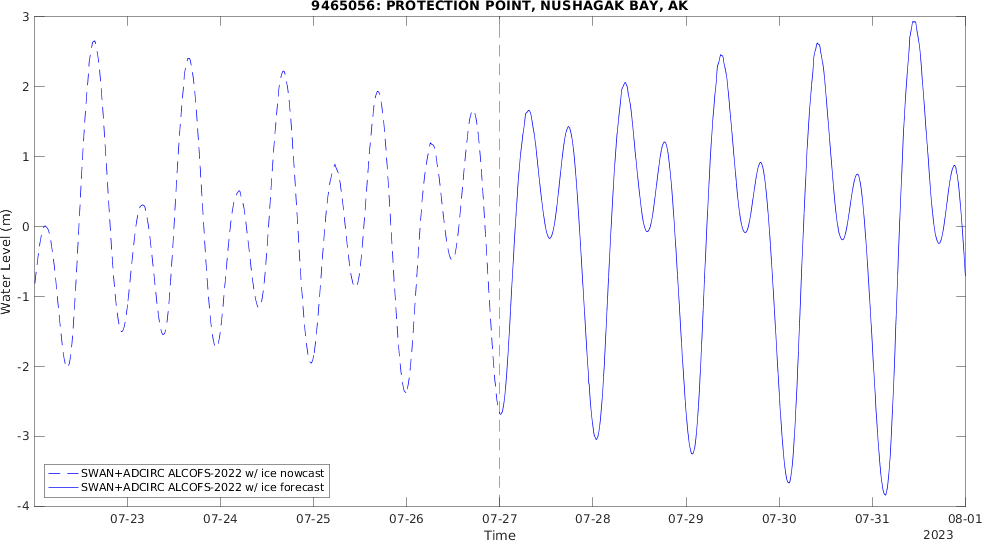 9465056: PROTECTION POINT, NUSHAGAK BAY, AK
3
2
1
0
-1
-2
-3
-4
Water Level (m)
SWAN+ADCIRC ALCOFS-2022 w/ ice nowcast
SWAN+ADCIRC ALCOFS-2022 w/ ice forecast
07-23 07-24 07-25 07-26 07-27 07-28 07-29 07-30 07-31 08-01
Time
2023